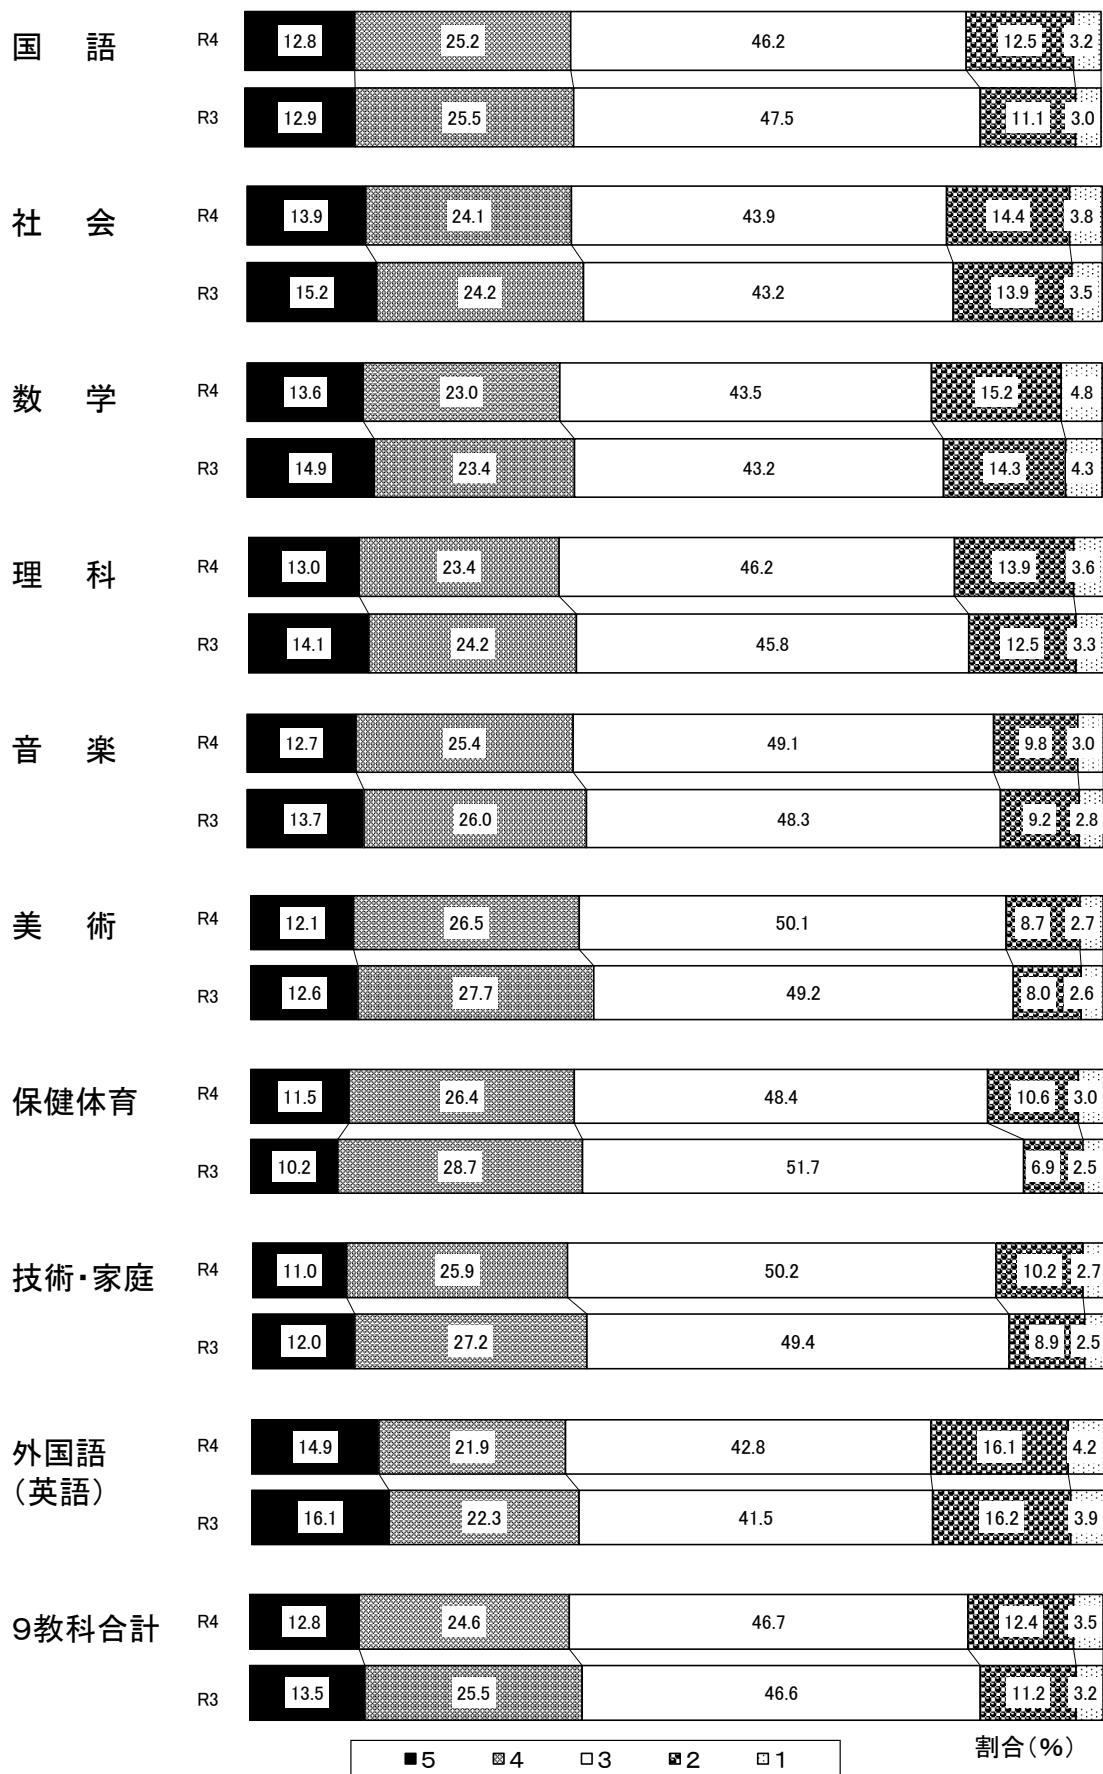 国 語 R4 12.8 25.2 46.2 12.5 3.2
R3 12.9 25.5 47.5 11.1 3.0
社 会 R4 13.9 24.1 43.9 14.4 3.8
R3 15.2 24.2 43.2 13.9 3.5
数 学 R4 13.6 23.0 43.5 15.2 4.8
R3 14.9 23.4 43.2 14.3 4.3
理 科 R4 13.0 23.4 46.2 13.9 3.6
R3 14.1 24.2 45.8 12.5 3.3
音 楽 R4 12.7 25.4 49.1 9.8 3.0
R3 13.7 26.0 48.3 9.2 2.8
美 術 R4 12.1 26.5 50.1 8.7 2.7
R3 12.6 27.7 49.2 8.0 2.6
保健体育 R4 11.5 26.4 48.4 10.6 3.0
R3 10.2 28.7 51.7 6.9 2.5
技術・家庭 R4 11.0 25.9 50.2 10.2 2.7
R3 12.0 27.2 49.4 8.9 2.5
外国語 R4 14.9 21.9 42.8 16.1 4.2
（英語）
R3 16.1 22.3 41.5 16.2 3.9
9教科合計 R4 12.8 24.6 46.7 12.4 3.5
R3 13.5 25.5 46.6 11.2 3.2
割合（％）
5 4 3 2 1